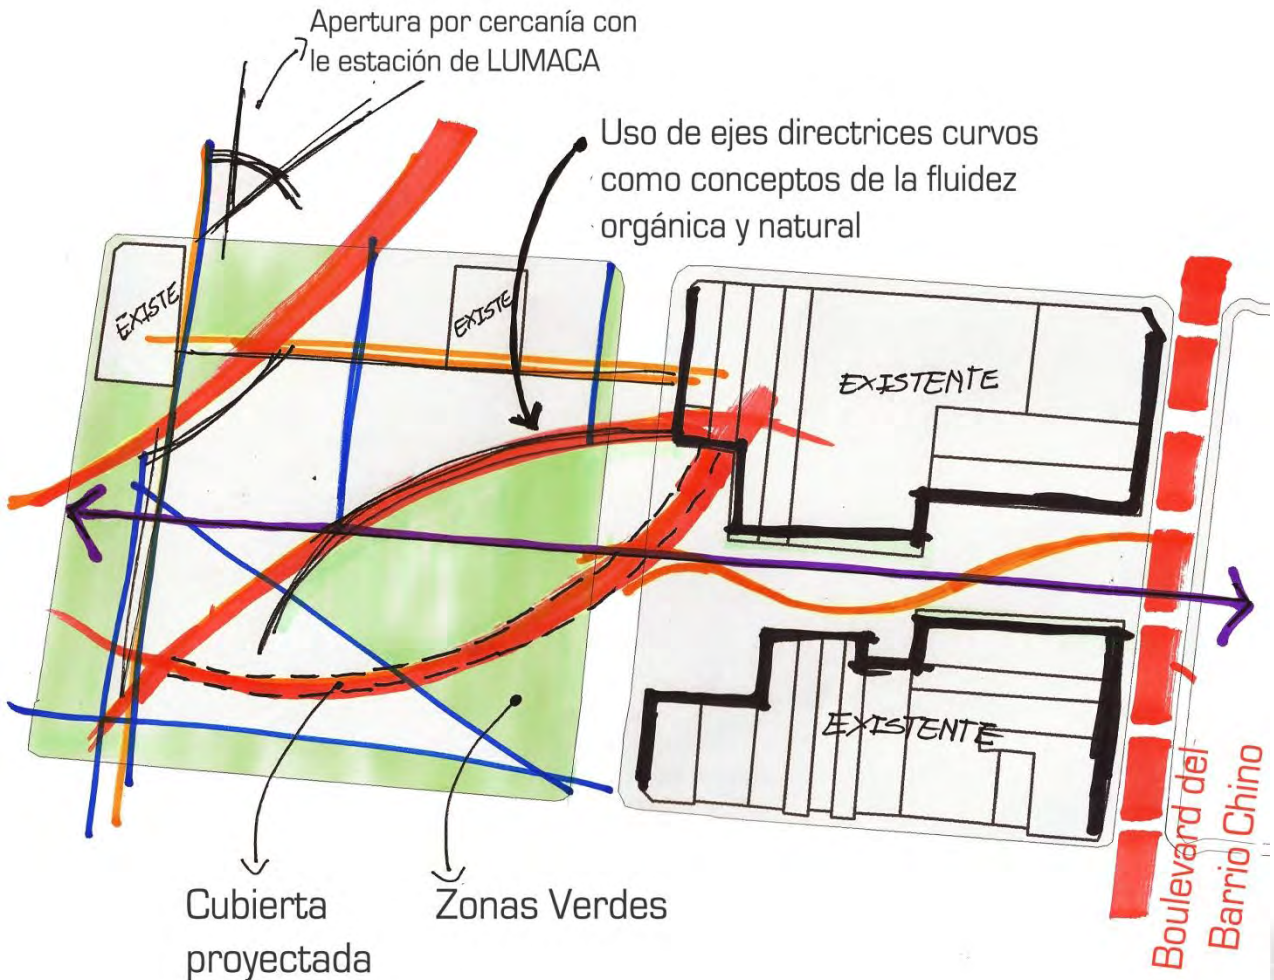 Apertura por cercanía con
le estación de LUMACA
Uso de ejes directrices curvos
como conceptos de la fluidez
orgánica y natural
EXISTE
EXISTE
EXISTENTE
EXISTENTE
Cubierta
proyectada
Zonas Verdes
Boulevard del
Barrio Chino